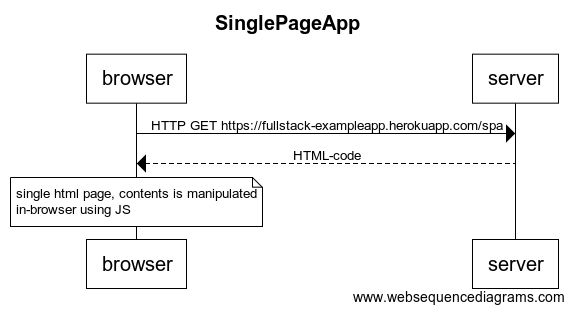 SinglePageApp
browser
server
HTTP GET https://fullstack-exampleapp.herokuapp.com/spa
HTML-code
single html page, contents is manipulated
in-browser using JS
browser
server
www.websequencediagrams.com